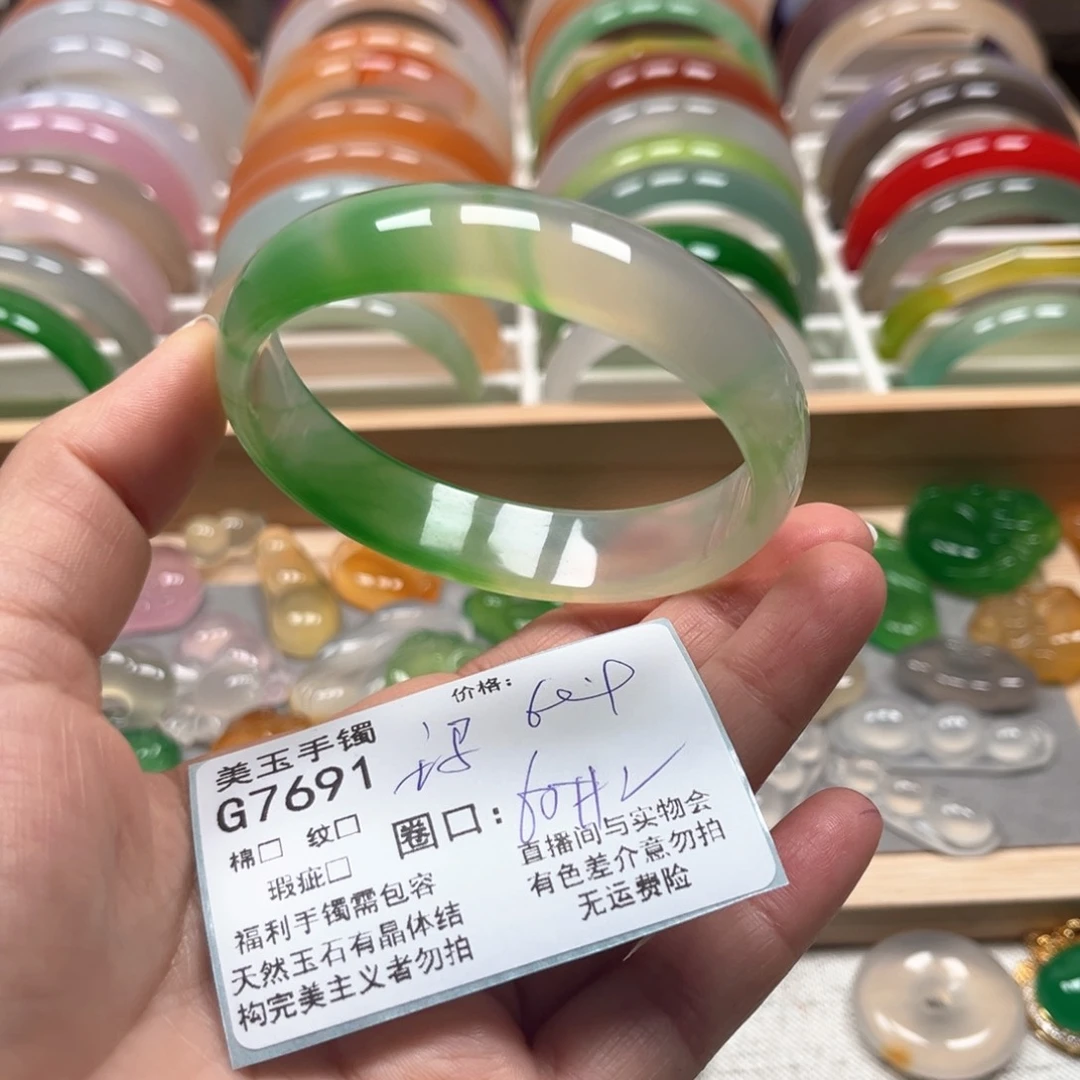 价格:
美玉手镯
G7691
棉□ 纹□
圈口:
瑕疵□
福利手镯需包容
天然玉石有晶体结
构完美主义者勿拍
直播间与实物会
有色差介意勿拍
无运费险